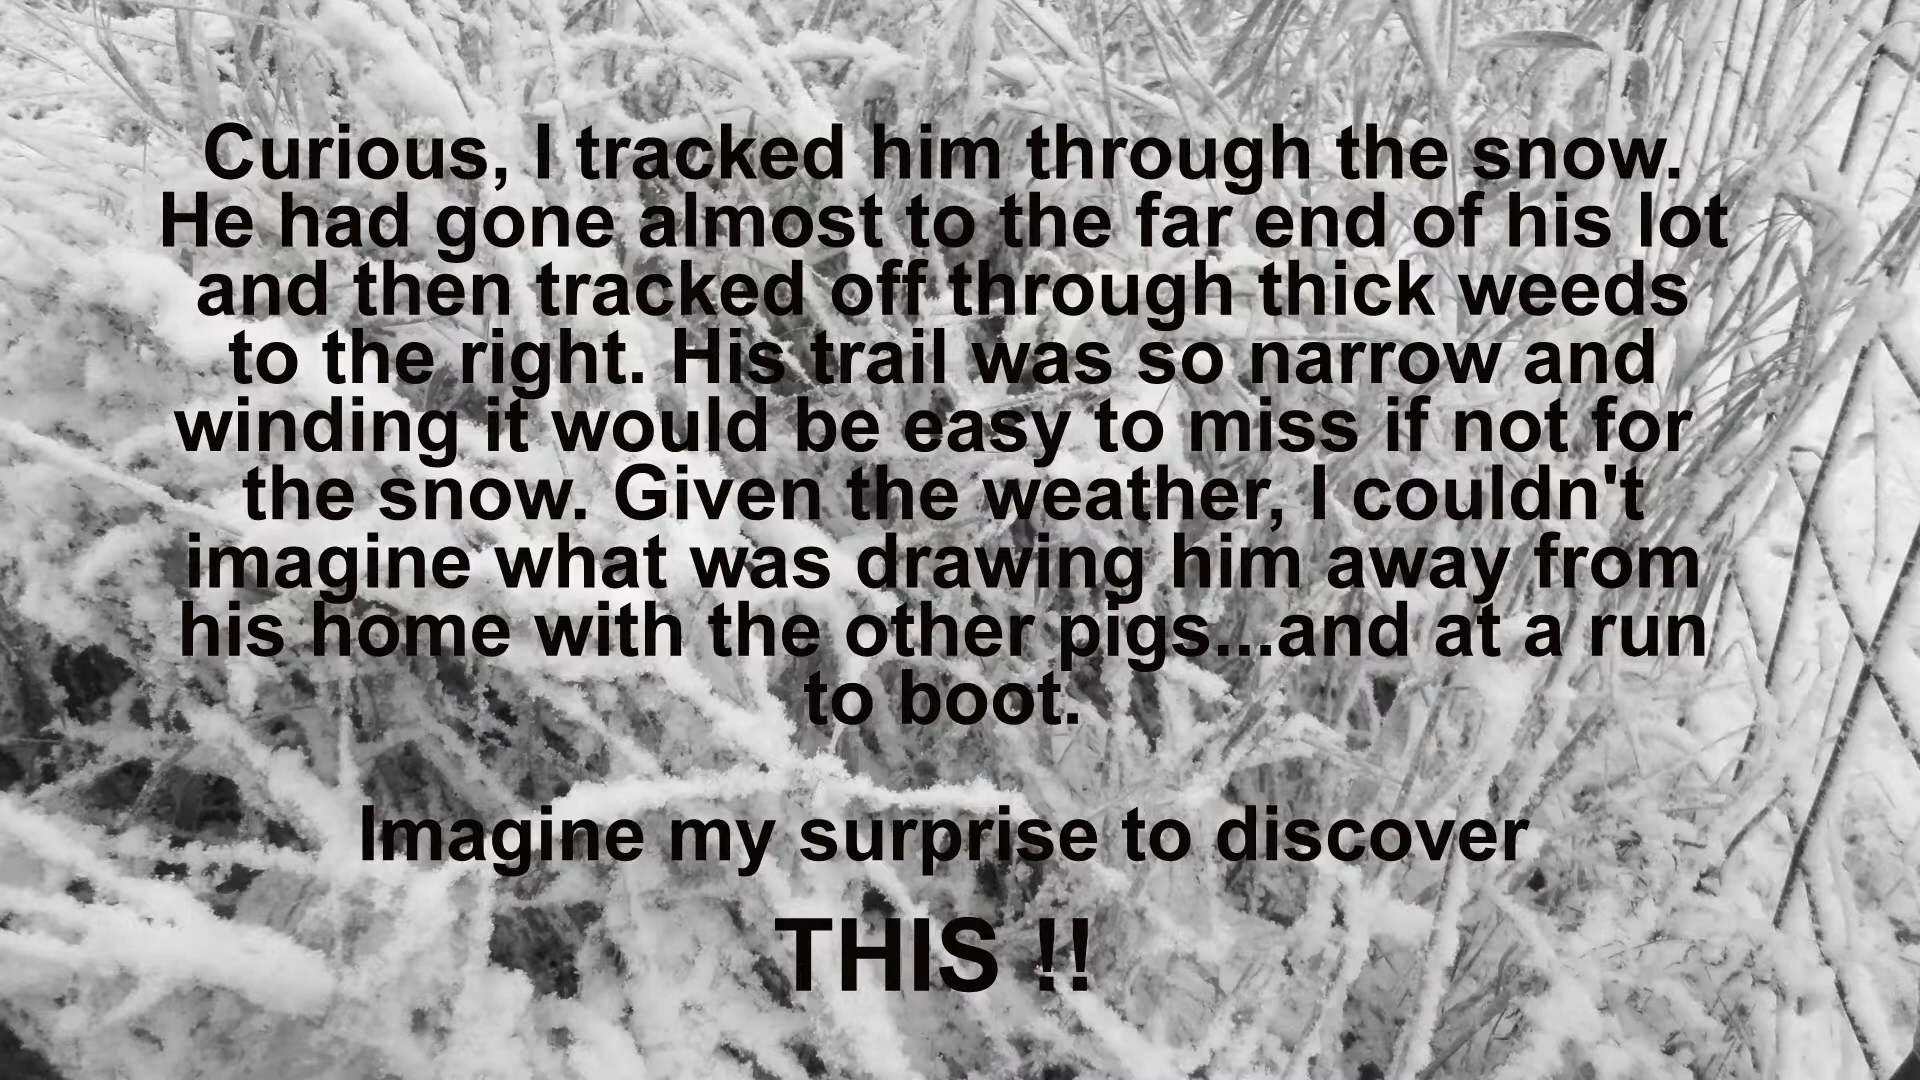 Curious, I tracked him through the snow.
He had gone almost to the far end of his lot
and then tracked off through thick weeds
to the right. His trail was so narrow and
winding it would be easy to miss if not for
the snow. Given the weather, I couldn't
imagine what was drawing him away from
his home with the other pigs...and at a run
to boot.
Imagine my surprise to discover
THIS !!